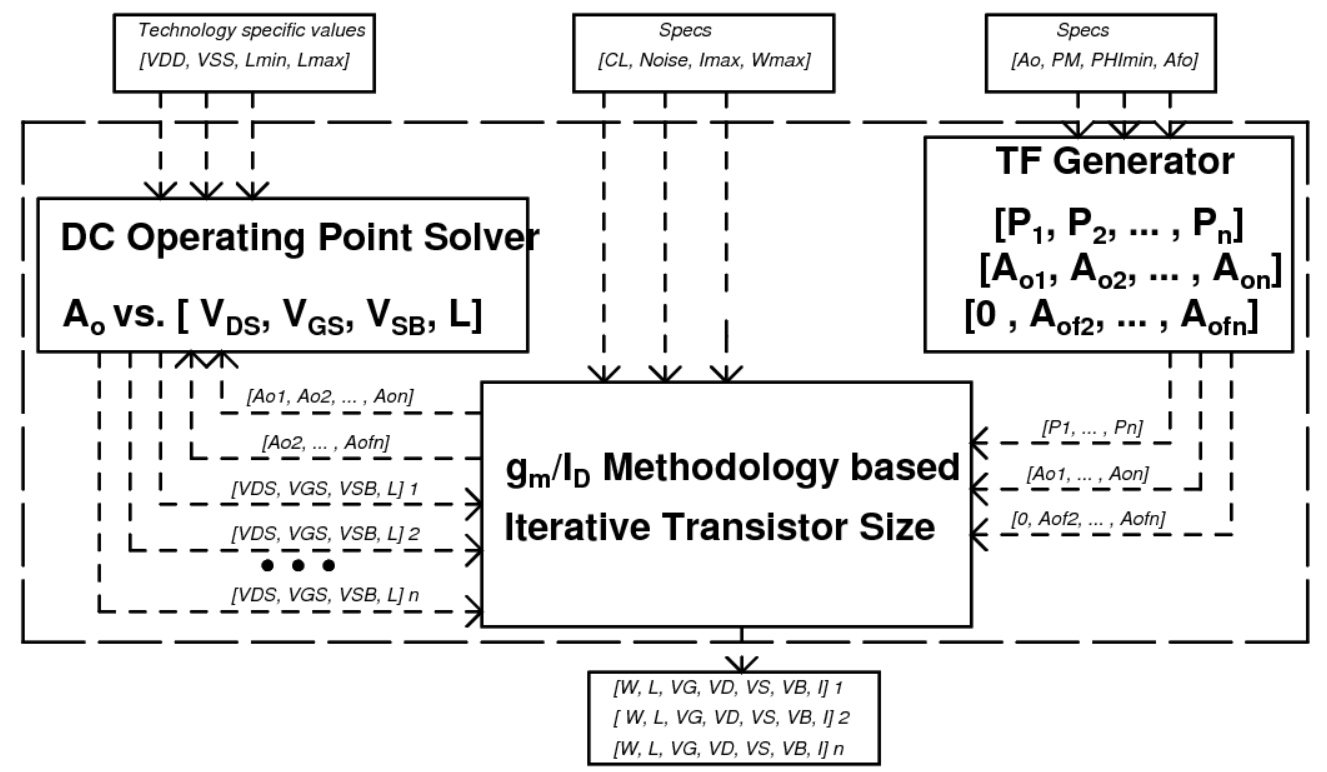 Technology specific values
[VDD, VSS, Lmin, Lmax]
Specs
[CL, Noise, Imax, Wmax]
Specs
[Ao, PM, PHImin, Afo]
TF Generator
[P1, P2, ... , Pn]
[Ao1, Ao2, ... , Aon]
[0 , Aof2, ... , Aofn]
DC Operating Point Solver
Ao vs. [ VDS, VGS, VSB, L]
[Ao1, Ao2, ... , Aon]
[Ao2, ... , Aofn]
[VDS, VGS, VSB, L] 1
[VDS, VGS, VSB, L] 2
[VDS, VGS, VSB, L] n
gm/ID Methodology based
Iterative Transistor Size
[P1, ... , Pn]
[Ao1, ... , Aon]
[0, Aof2, ... , Aofn]
[W, L, VG, VD, VS, VB, I] 1
[ W, L, VG, VD, VS, VB, I] 2
[W, L, VG, VD, VS, VB, I] n